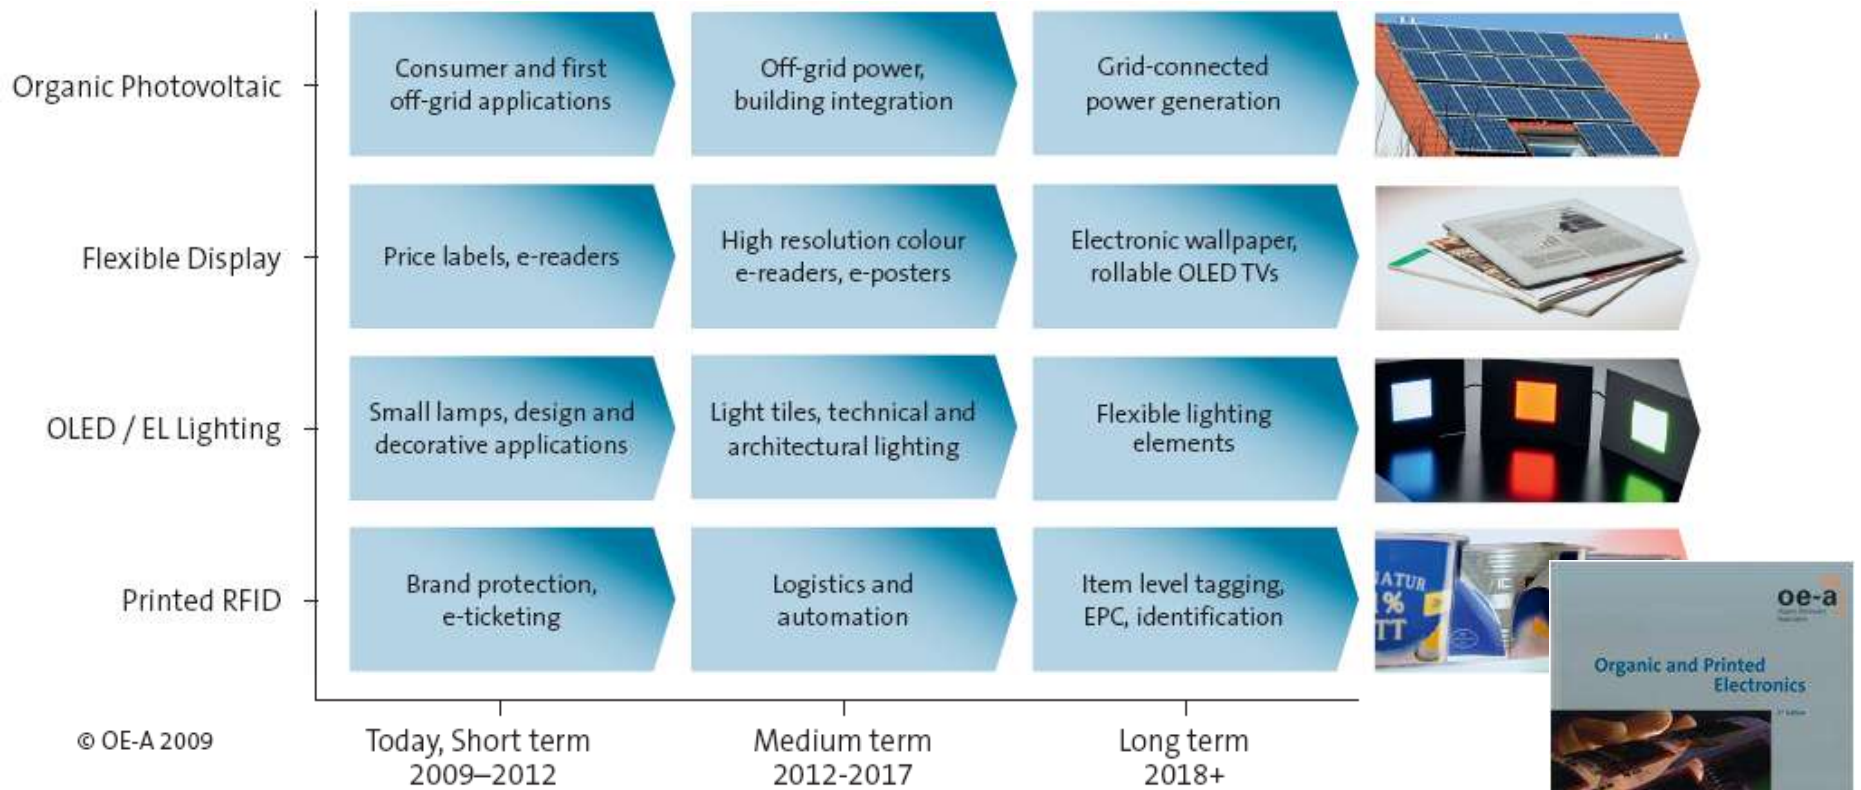 Organic Photovoltaic
Consumer and first
off-grid applications
Off-grid power,
building integration
Grid-connected
power generation
Flexible Display
Price labels, e-readers
High resolution colour
e-readers, e-posters
Electronic wallpaper,
rollable OLED TVs
OLED / EL Lighting
Small lamps, design and
decorative applications
Light tiles, technical and
architectural lighting
Flexible lighting
elements
Printed RFID
Brand protection,
e-ticketing
Logistics and
automation
Item level tagging,
EPC, identification
NATUR
%
TT
oe-a
Organic and Printed
Electronics
© OE-A 2009
Today, Short term
2009–2012
Medium term
2012-2017
Long term
2018+